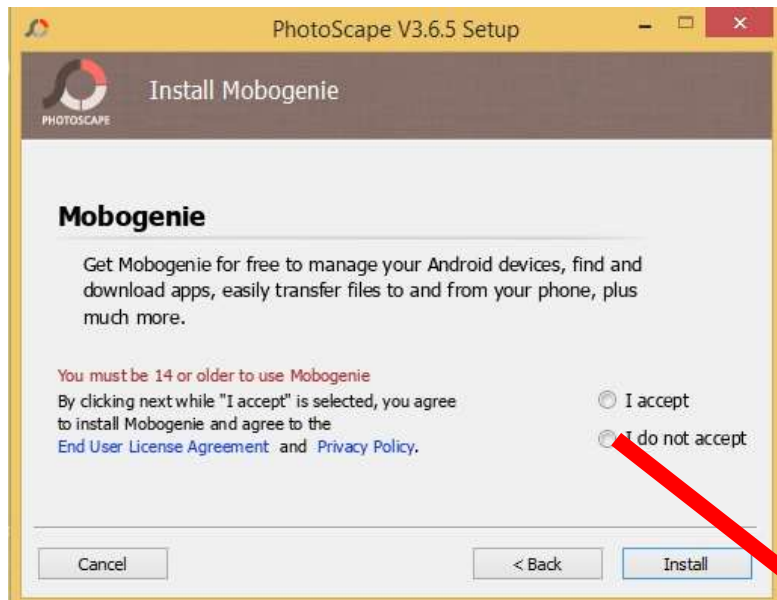 PhotoScape V3.6.5 Setup
Install Mobogenie
PHOTOSCAPE
Mobogenie
Get Mobogenie for free to manage your Android devices, find and
download apps, easily transfer files to and from your phone, plus
much more.
You must be 14 or older to use Mobogenie
By clicking next while "I accept" is selected, you agree
to install Mobogenie and agree to the
End User License Agreement and Privacy Policy.
I accept
I do not accept
Cancel
< Back
Install